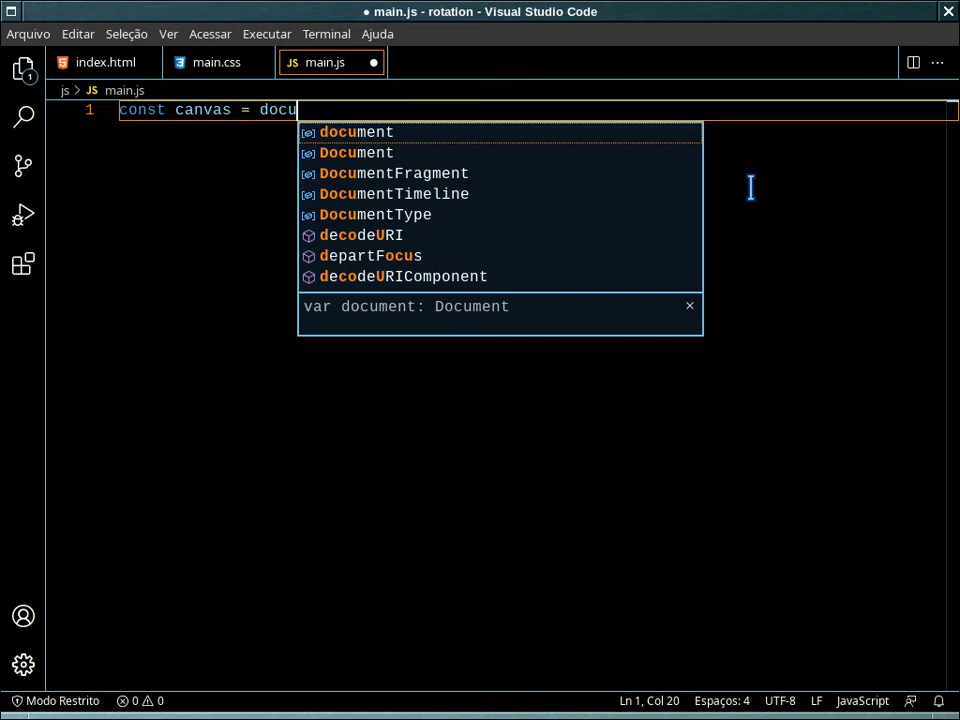 ● main.js - rotation - Visual Studio Code
Arquivo Editar Seleção Ver Acessar Executar Terminal Ajuda
index.html main.css JS main.js ●
js > JS main.js
1 const canvas = docu
document
Document
DocumentFragment
DocumentTimeline
DocumentType
decodeURI
departFocus
decodeURIComponent
var document: Document
1
Modo Restrito 0 0 Ln 1, Col 20 Espaços: 4 UTF-8 LF JavaScript